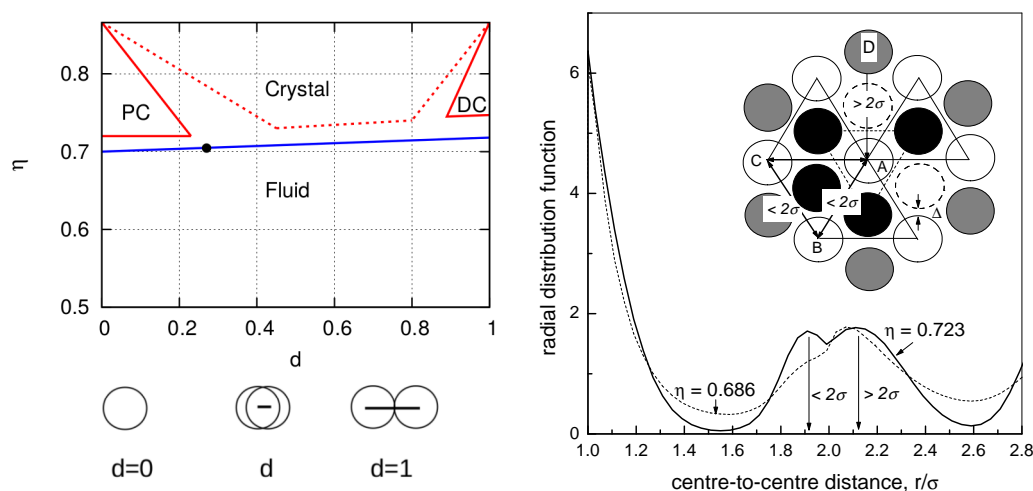 0.8
0.7
0.6
0.5
η
Crystal
PC
DC
Fluid
0 0.2 0.4 0.6 0.8 1
d
d=0 d d=1
radial distribution function
6
4
2
0
D
> 2σ
C
A
< 2σ < 2σ
Δ
B
η = 0.723
η = 0.686
< 2σ > 2σ
1.0 1.2 1.4 1.6 1.8 2.0 2.2 2.4 2.6 2.8
centre-to-centre distance, r/σ